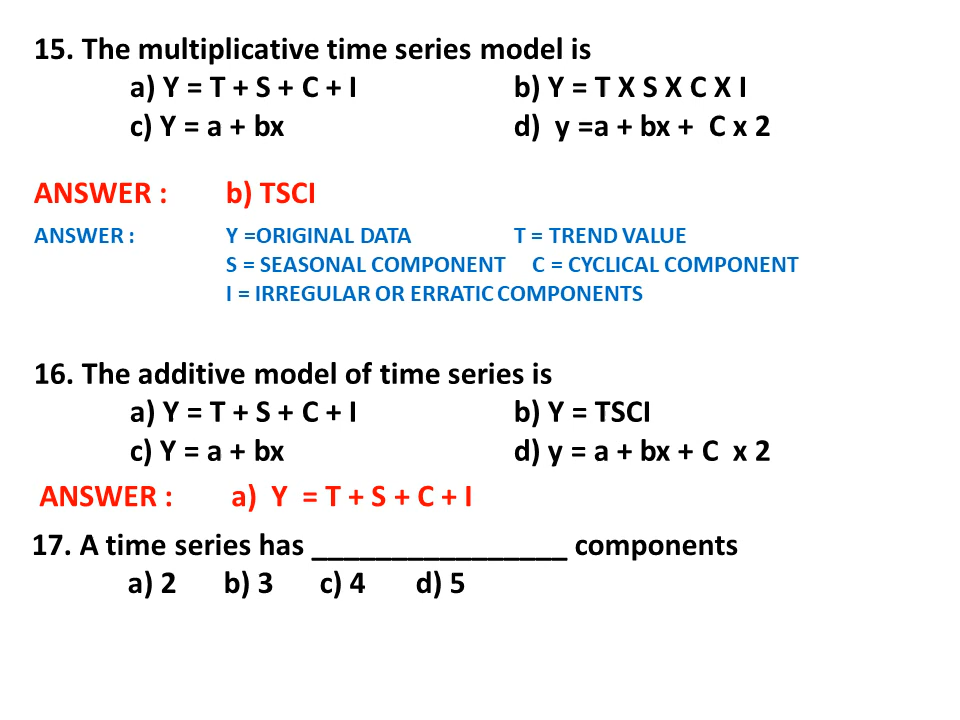 15. The multiplicative time series model is
a) Y = T + S + C + I b) Y = T X S X C X I
c) Y = a + bx d) y =a + bx + C x 2
ANSWER : b) TSCI
ANSWER : Y =ORIGINAL DATA T = TREND VALUE
S = SEASONAL COMPONENT C = CYCLICAL COMPONENT
I = IRREGULAR OR ERRATIC COMPONENTS
16. The additive model of time series is
a) Y = T + S + C + I b) Y = TSCI
c) Y = a + bx d) y = a + bx + C x 2
ANSWER : a) Y = T + S + C + I
17. A time series has ________________ components
a) 2 b) 3 c) 4 d) 5